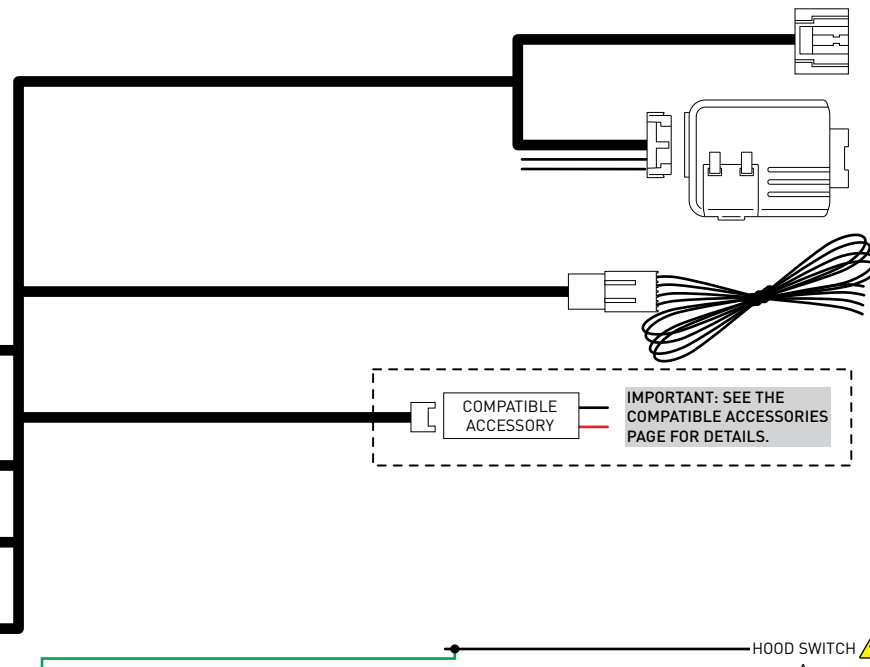 COMPATIBLE
ACCESSORY
IMPORTANT: SEE THE
COMPATIBLE ACCESSORIES
PAGE FOR DETAILS.
HOOD SWITCH